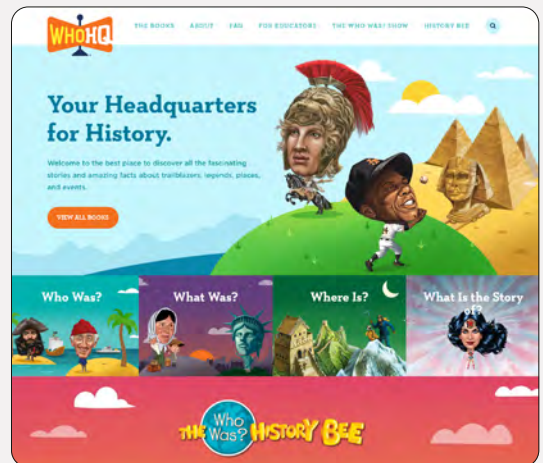 WHOHQ
THE BOOKS ABOUT FAQ FOR EDUCATORS THE WHO WAS? SHOW HISTORY BEE
Your Headquarters
for History.
Welcome to the best place to discover all the fascinating
stories and amazing facts about trailblazers, legends, places,
and events.
VIEW ALL BOOKS
Who Was?
What Was?
Where Is?
What Is the Story
of?
THE Who Was? HISTORY BEE